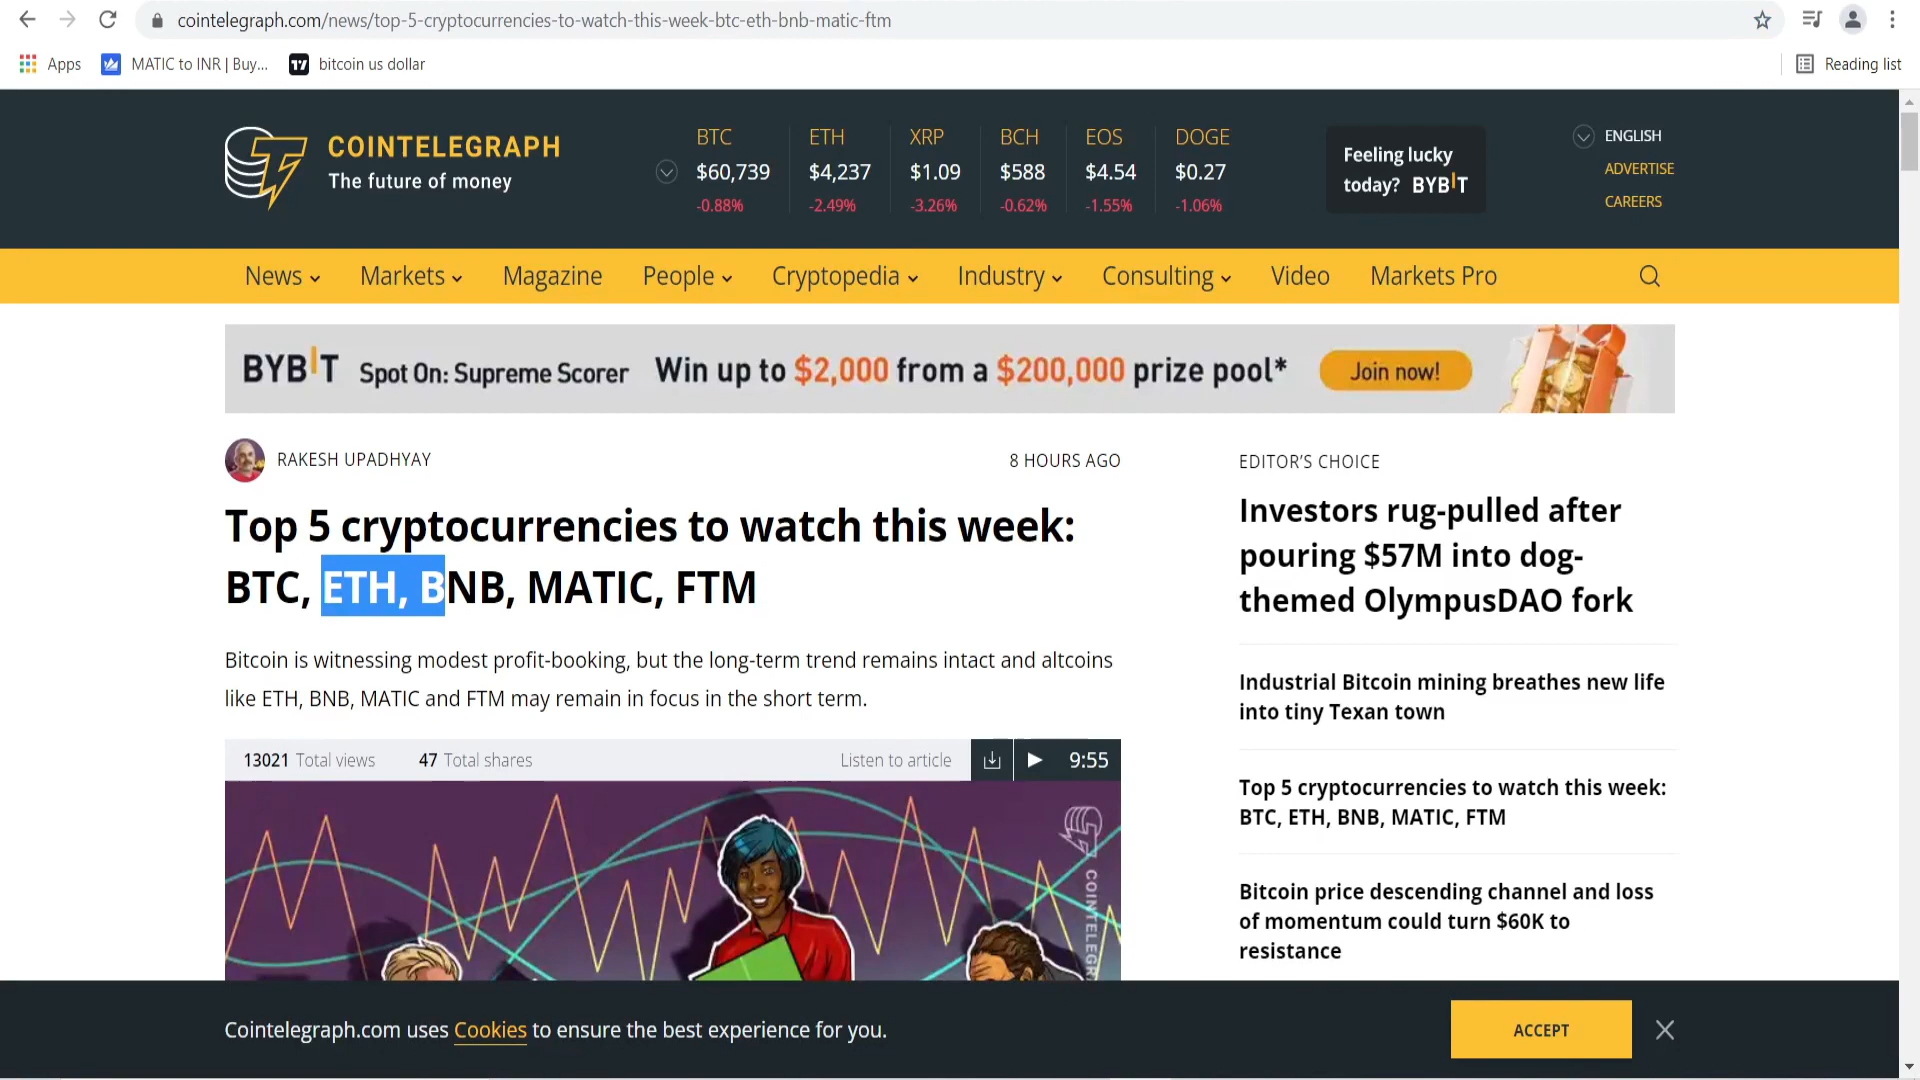 cointelegraph.com/news/top-5-cryptocurrencies-to-watch-this-week-btc-eth-bnb-matic-ftm
Apps MATIC to INR | Buy... bitcoin us dollar Reading list
COINTELEGRAPH
The future of money
BTC ETH XRP BCH EOS DOGE
$60,739 $4,237 $1.09 $588 $4.54 $0.27
-0.88% -2.49% -3.26% -0.62% -1.55% -1.06%
Feeling lucky
today? BYBIT
ENGLISH
ADVERTISE
CAREERS
News Markets Magazine People Cryptopedia Industry Consulting Video Markets Pro
BYBIT Spot On: Supreme Scorer Win up to $2,000 from a $200,000 prize pool* Join now!
RAKESH UPADHYAY 8 HOURS AGO
Top 5 cryptocurrencies to watch this week:
BTC, ETH, BNB, MATIC, FTM
Bitcoin is witnessing modest profit-booking, but the long-term trend remains intact and altcoins
like ETH, BNB, MATIC and FTM may remain in focus in the short term.
13021 Total views 47 Total shares Listen to article 9:55
COINTELEGRA
EDITOR'S CHOICE
Investors rug-pulled after
pouring $57M into dog-
themed OlympusDAO fork
Industrial Bitcoin mining breathes new life
into tiny Texan town
Top 5 cryptocurrencies to watch this week:
BTC, ETH, BNB, MATIC, FTM
Bitcoin price descending channel and loss
of momentum could turn $60K to
resistance
Cointelegraph.com uses Cookies to ensure the best experience for you.
ACCEPT